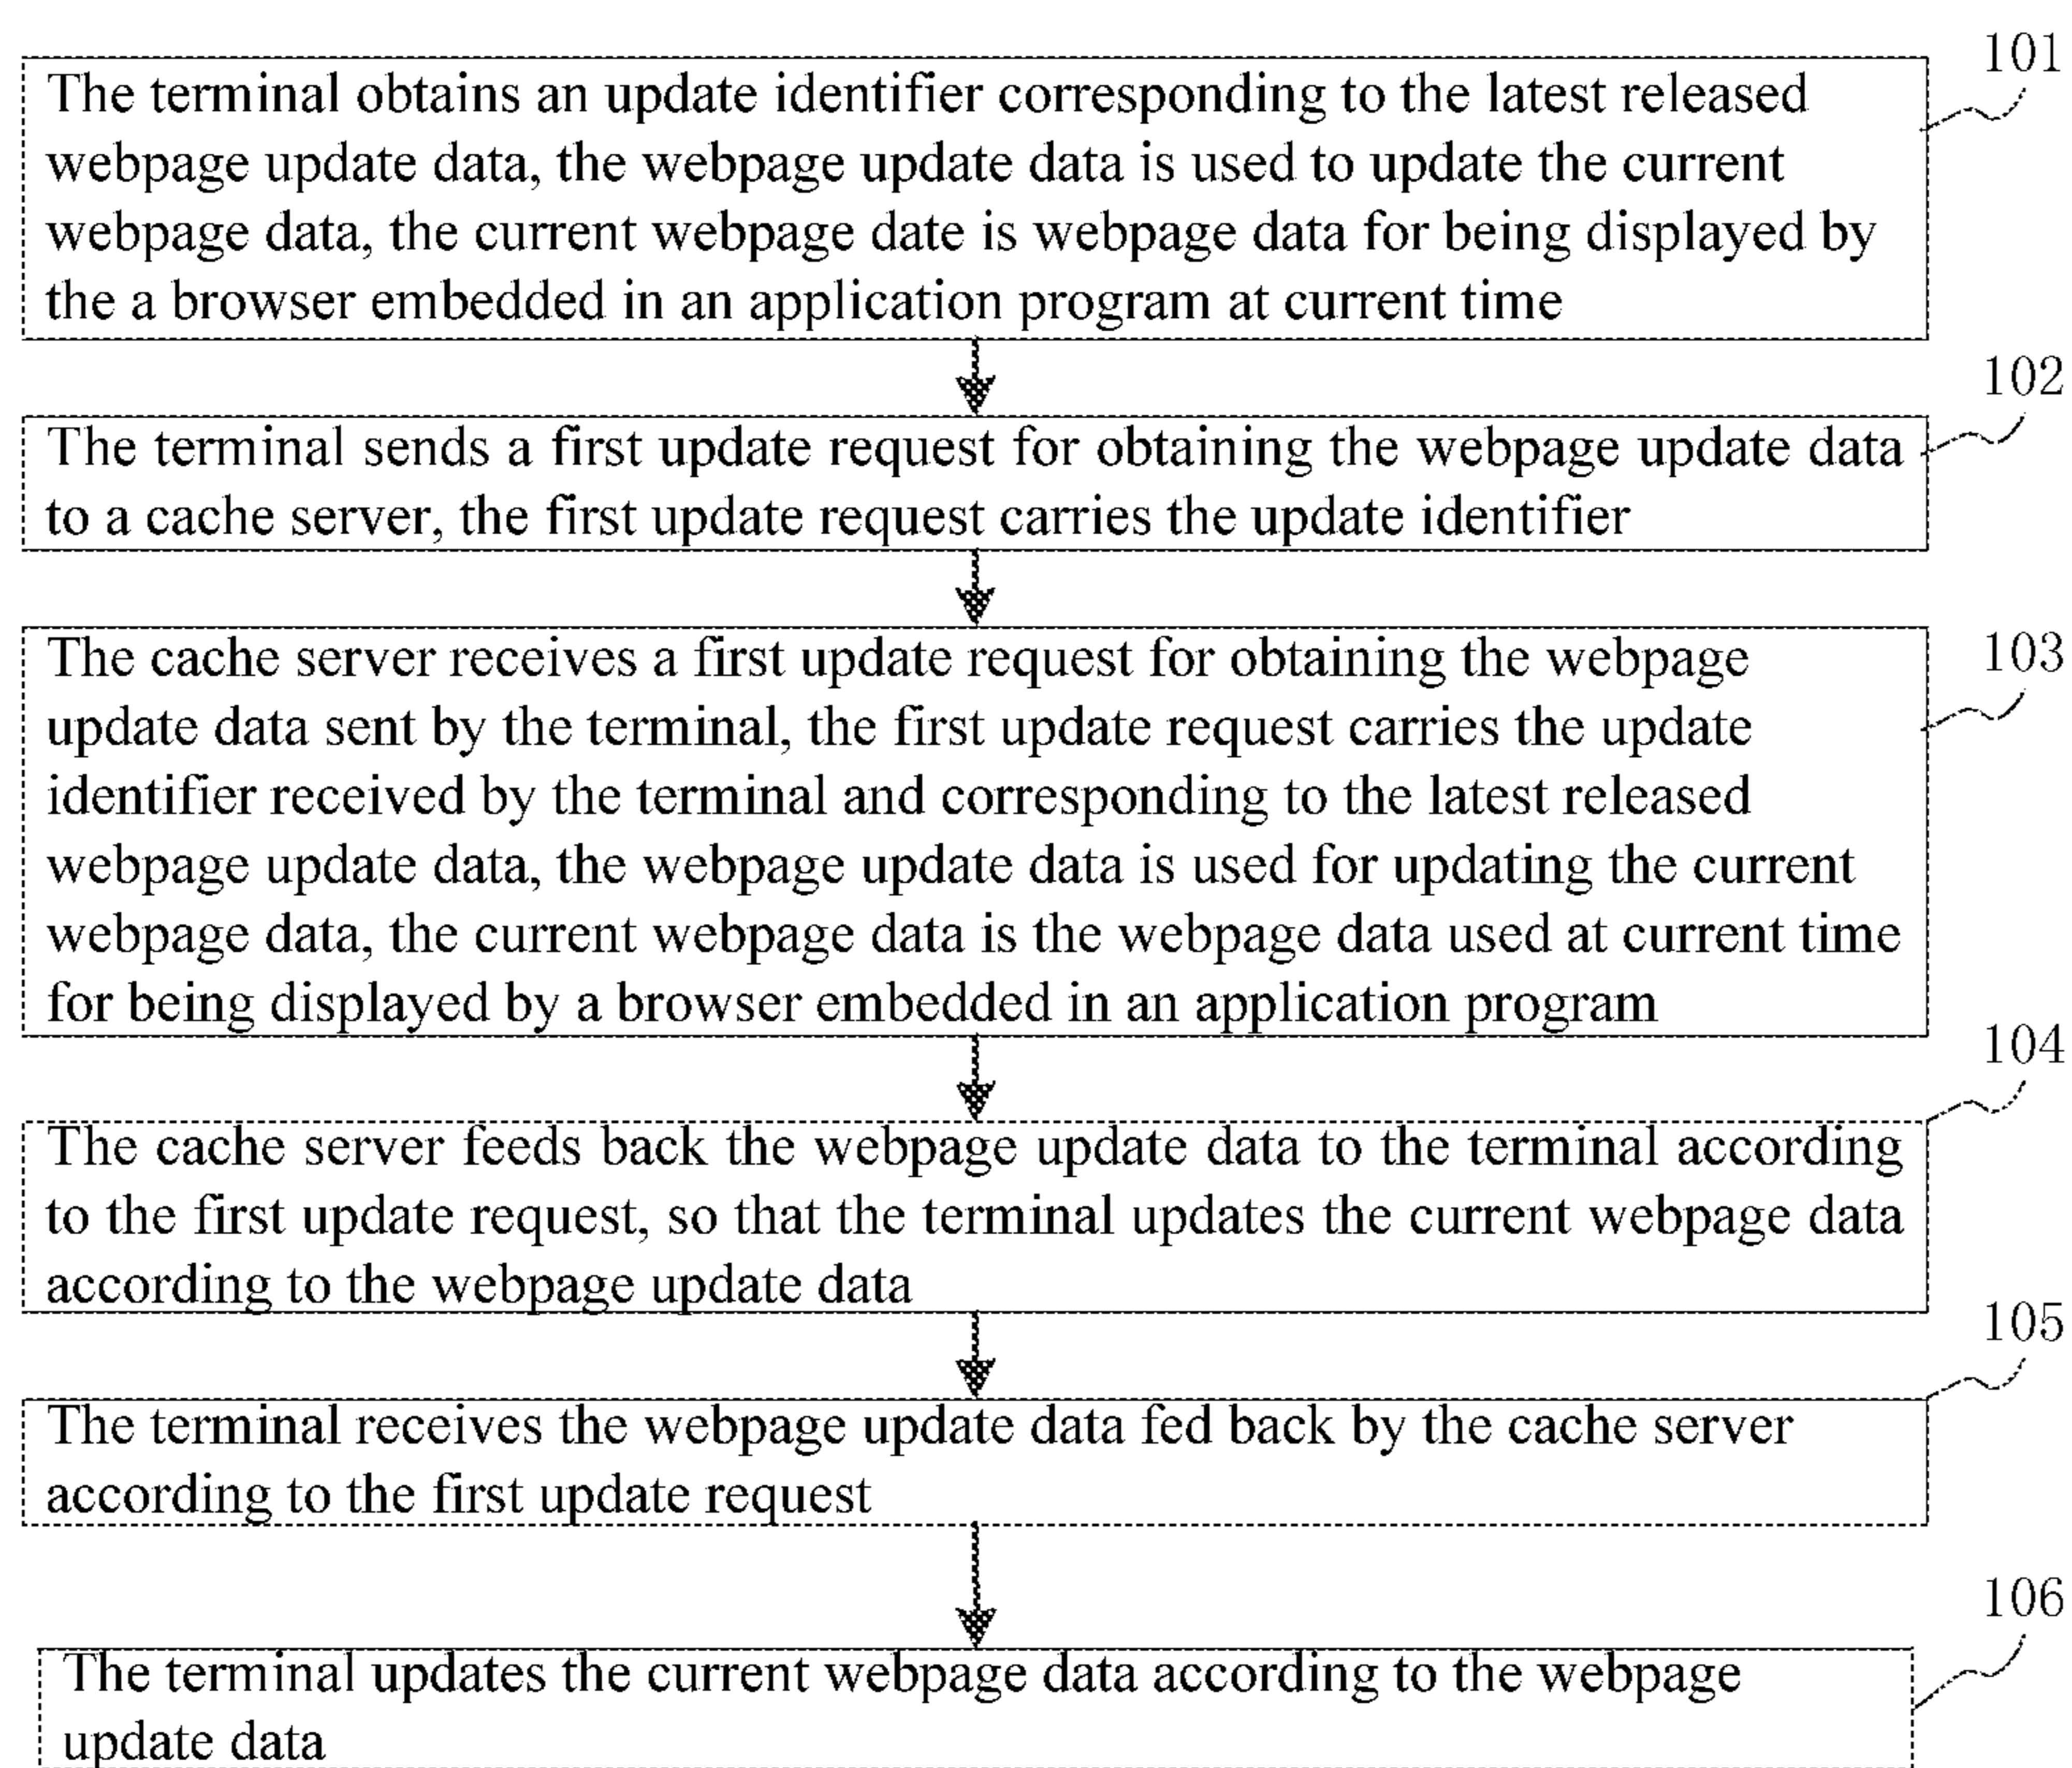 101
The terminal obtains an update identifier corresponding to the latest released
webpage update data, the webpage update data is used to update the current
webpage data, the current webpage date is webpage data for being displayed by
the a browser embedded in an application program at current time
102
The terminal sends a first update request for obtaining the webpage update data
to a cache server, the first update request carries the update identifier
103
The cache server receives a first update request for obtaining the webpage
update data sent by the terminal, the first update request carries the update
identifier received by the terminal and corresponding to the latest released
webpage update data, the webpage update data is used for updating the current
webpage data, the current webpage data is the webpage data used at current time
for being displayed by a browser embedded in an application program
104
The cache server feeds back the webpage update data to the terminal according
to the first update request, so that the terminal updates the current webpage data
according to the webpage update data
105
The terminal receives the webpage update data fed back by the cache server
according to the first update request
106
The terminal updates the current webpage data according to the webpage
update data